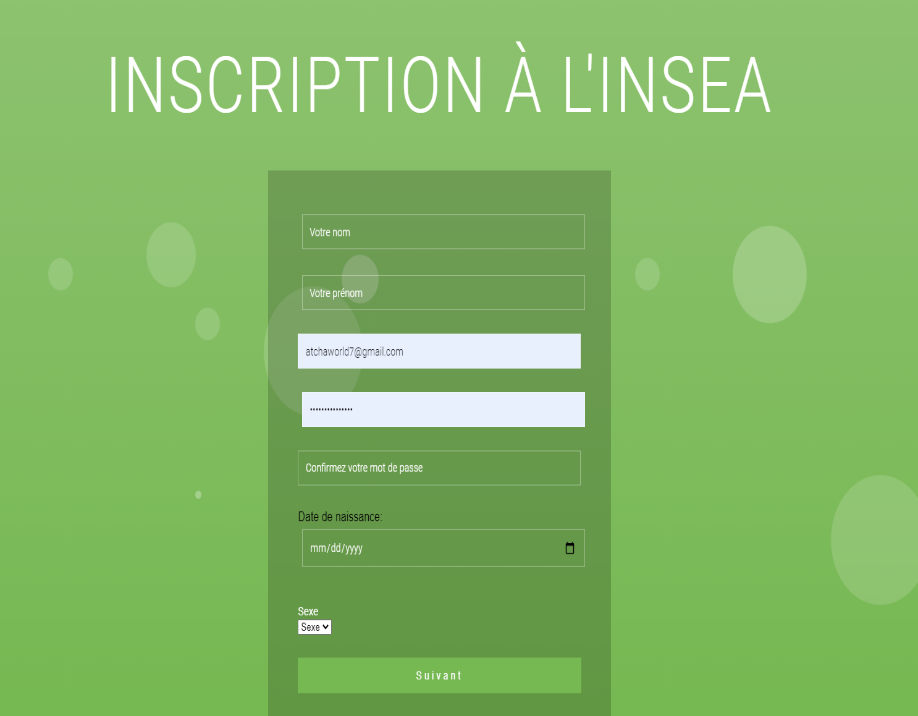 INSCRIPTION À L'INSEA
Votre nom
Votre prénom
atchaworld7@gmail.com
•••••••••••••••
Confirmez votre mot de passe
Date de naissance:
mm/dd/yyyy
Sexe
Sexe
Suivant